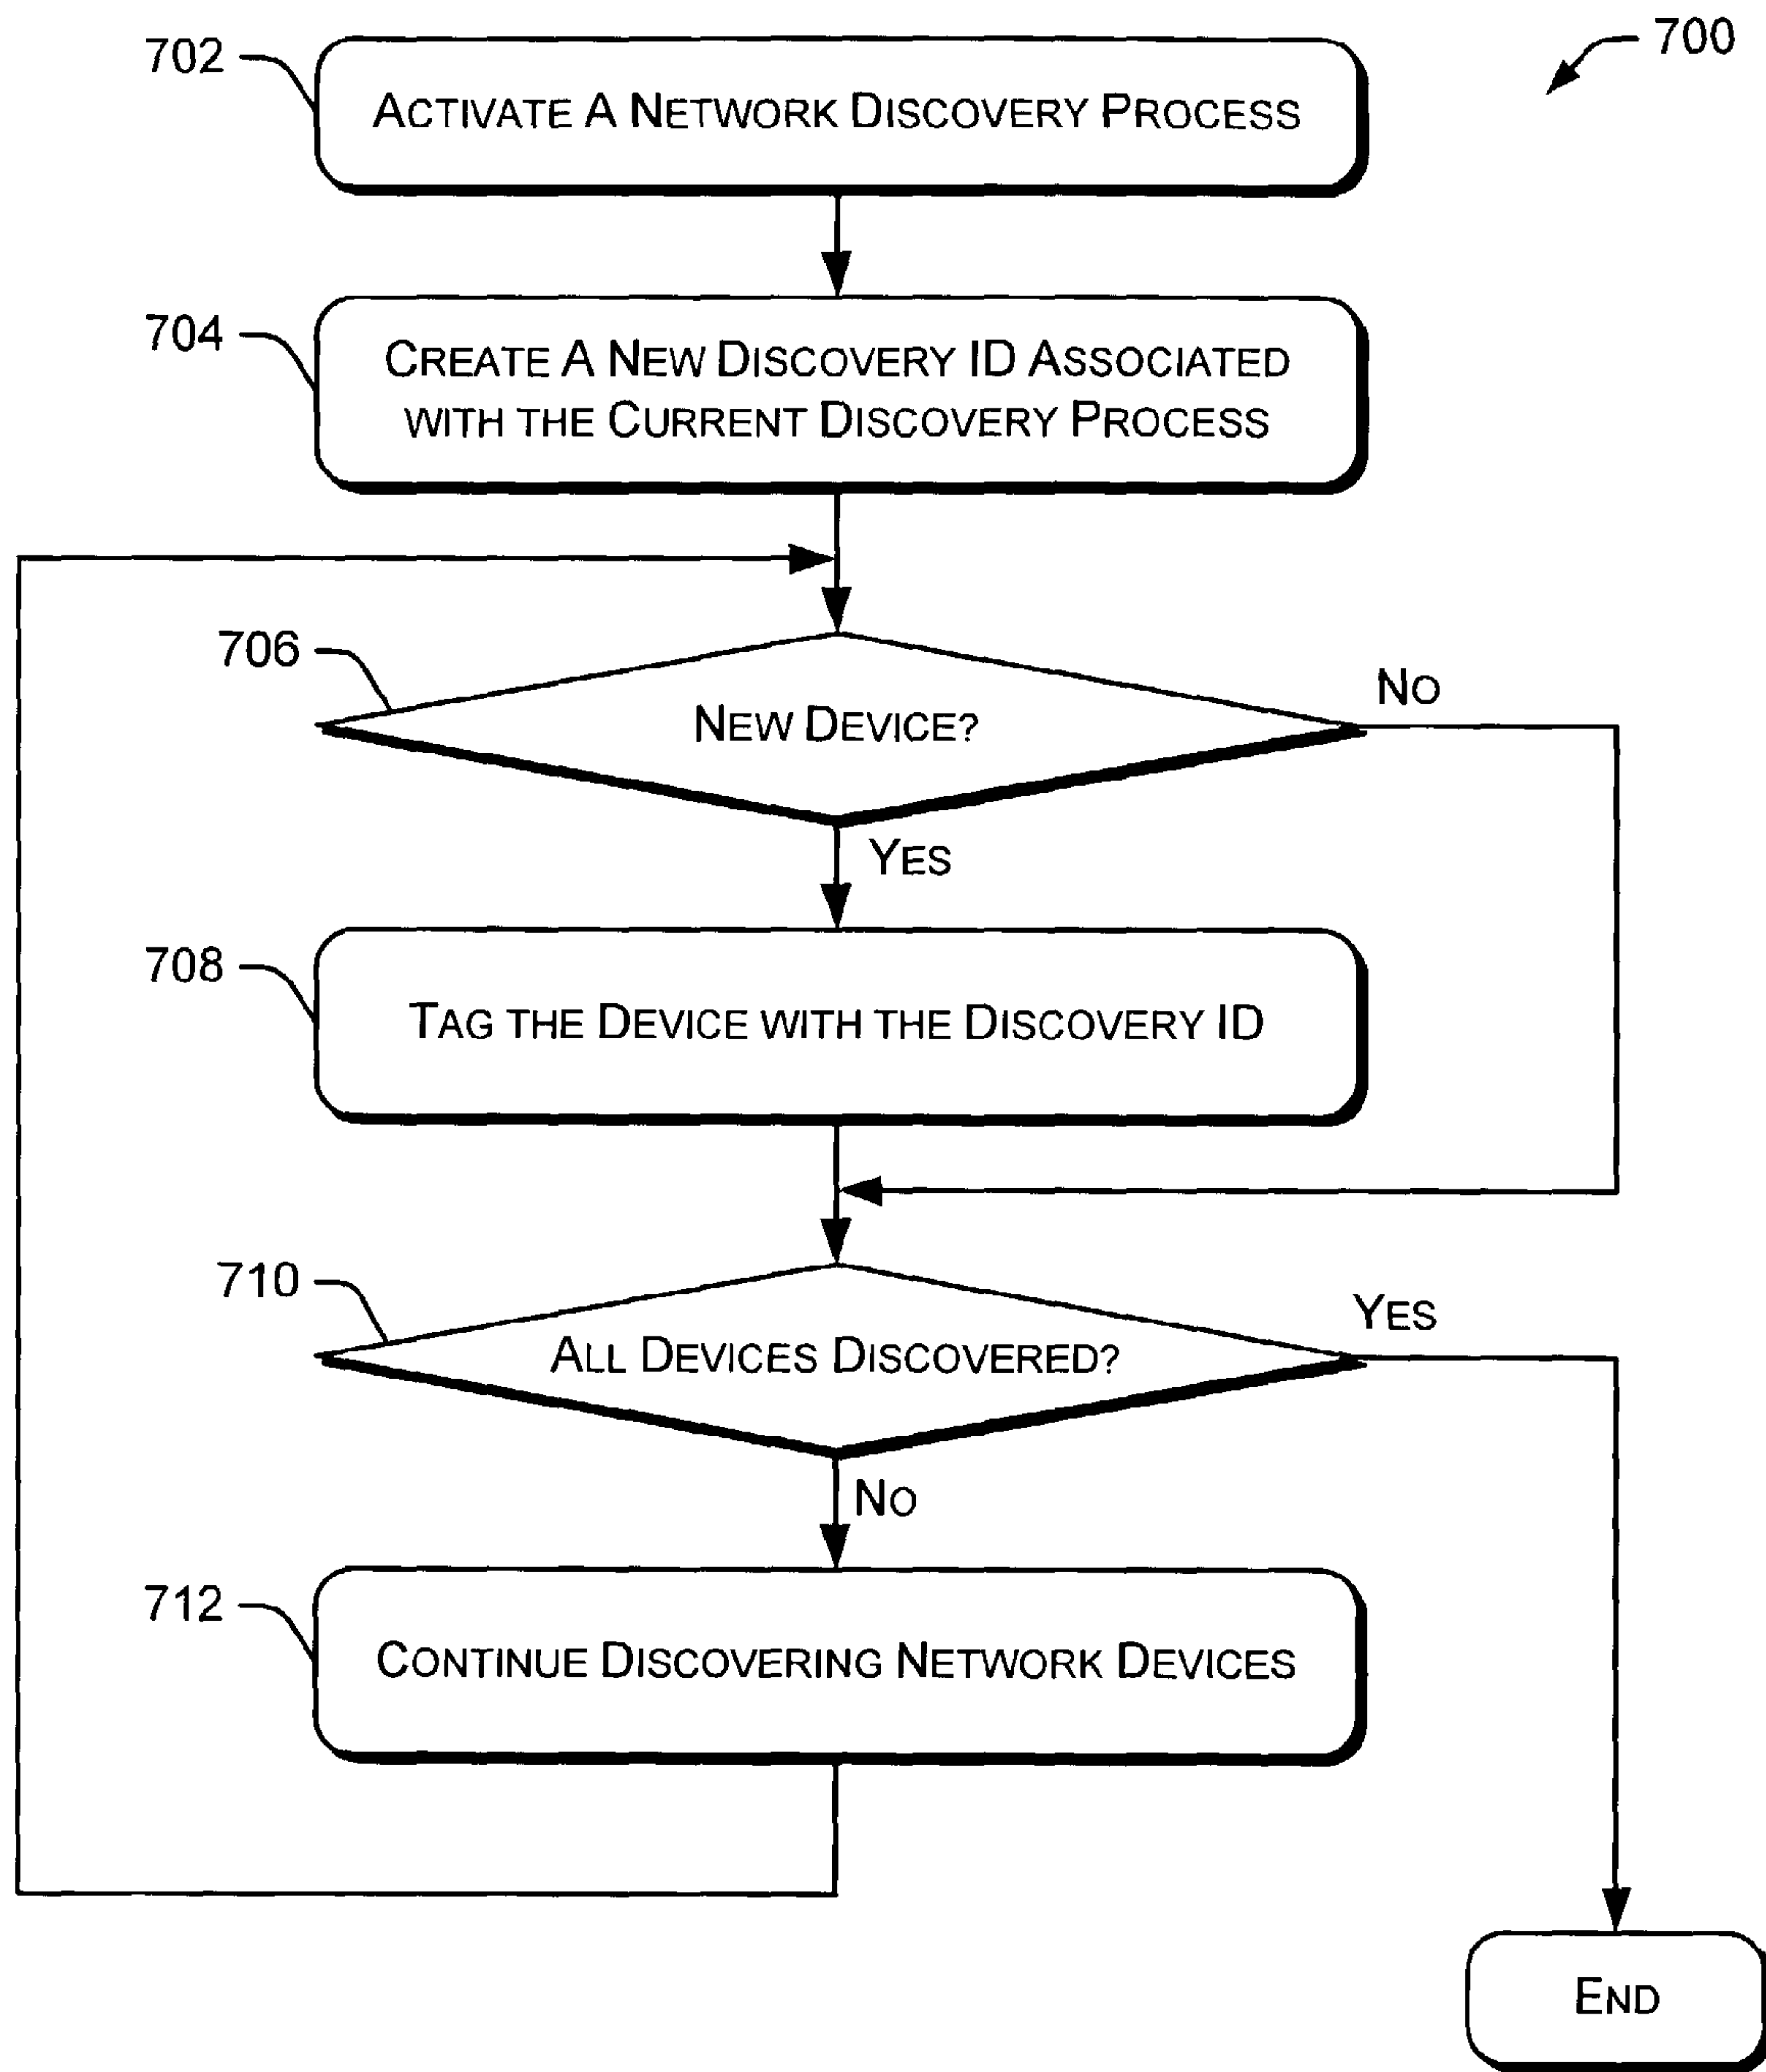 700
702
ACTIVATE A NETWORK DISCOVERY PROCESS
704
CREATE A NEW DISCOVERY ID ASSOCIATED
WITH THE CURRENT DISCOVERY PROCESS
706
NEW DEVICE?
NO
YES
708
TAG THE DEVICE WITH THE DISCOVERY ID
710
ALL DEVICES DISCOVERED?
YES
NO
712
CONTINUE DISCOVERING NETWORK DEVICES
END